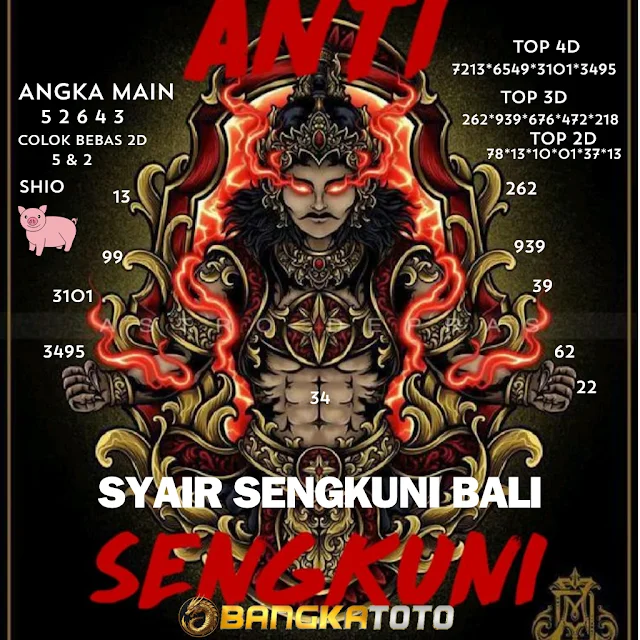 ANTI
TOP 4D
7213*6549*3101*3495
ANGKA MAIN
5 2 6 4 3
TOP 3D
262*939*676*472*218
COLOK BEBAS 2D
5 & 2
TOP 2D
78*13*10*01*37*13
SHIO
13
262
99
939
3101
39
ASTRO DEPRAS
3495
62
34
22
SYAIR SENGKUNI BALI
SENGKUNI
BANGKATOTO